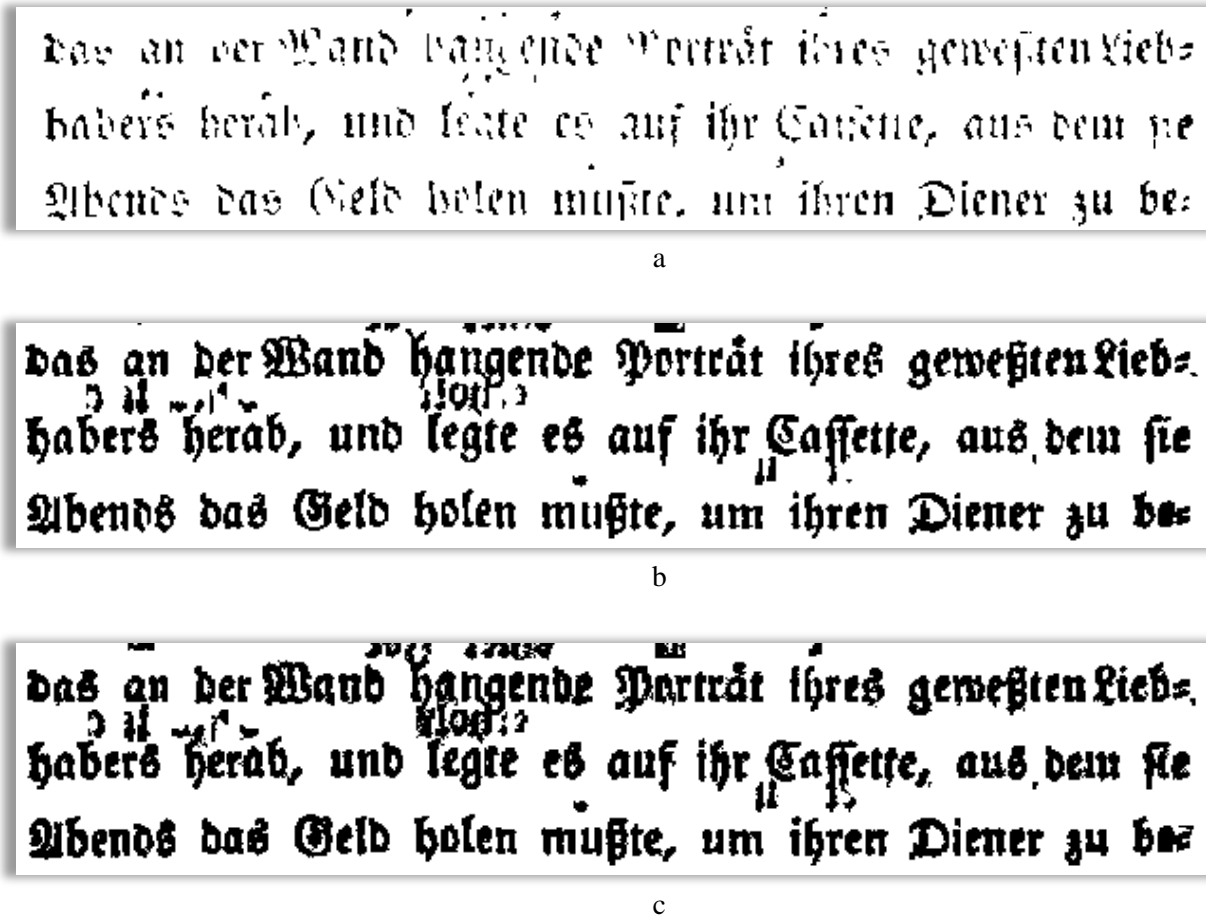 das an der Wand hangende Porträt ihres geweßten Lieb⸗
habers herab, und legte es auf ihr Cassette, aus dem sie
Abends das Geld holen mußte, um ihren Diener zu be⸗
a
das an der Wand hangende Porträt ihres geweßten Lieb⸗
habers herab, und legte es auf ihr Cassette, aus dem sie
Abends das Geld holen mußte, um ihren Diener zu be⸗
b
das an der Wand hangende Porträt ihres geweßten Lieb⸗
habers herab, und legte es auf ihr Cassette, aus dem sie
Abends das Geld holen mußte, um ihren Diener zu be⸗
c